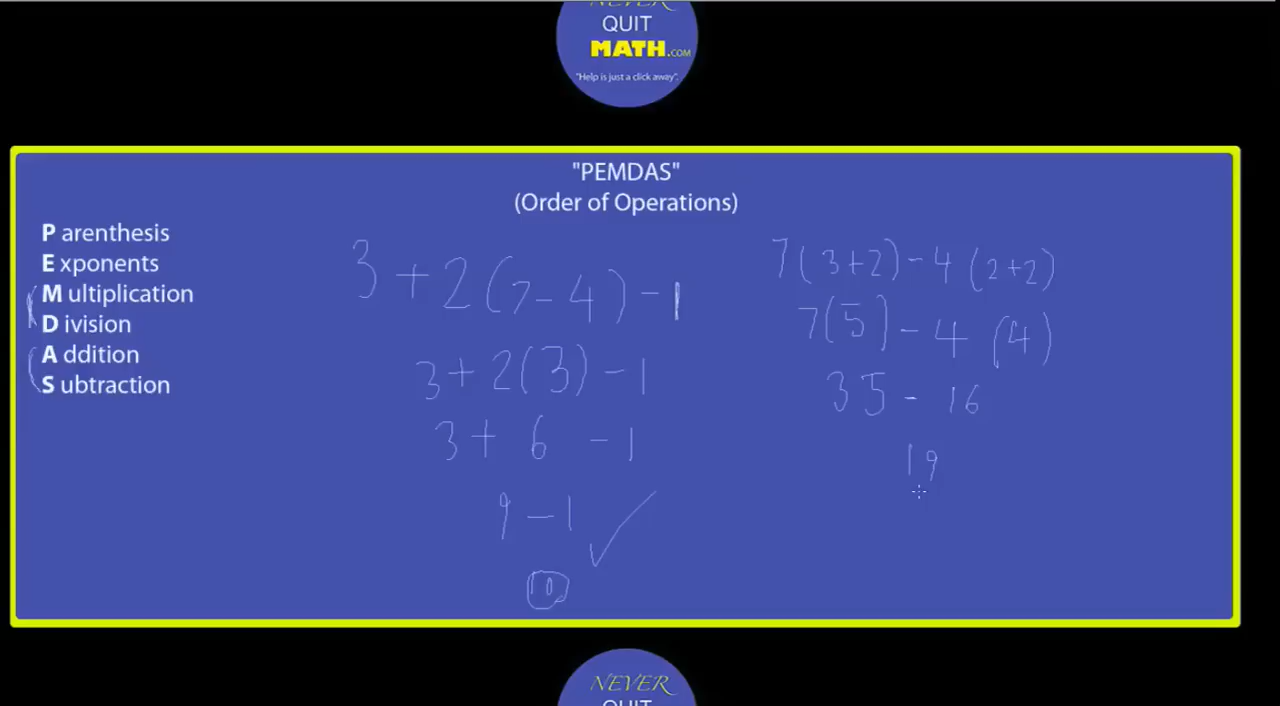 NEVER
QUIT
MATH.COM
"Help is just a click away".
"PEMDAS"
(Order of Operations)
P arenthesis
E xponents
M ultiplication
D ivision
A ddition
S ubtraction
3 + 2 (7 - 4) - 1
3 + 2 (3) - 1
3 + 6 - 1
9 - 1
10
7 (3+2) - 4 (2+2)
7 (5) - 4 (4)
35 - 16
19
NEVER
QUIT